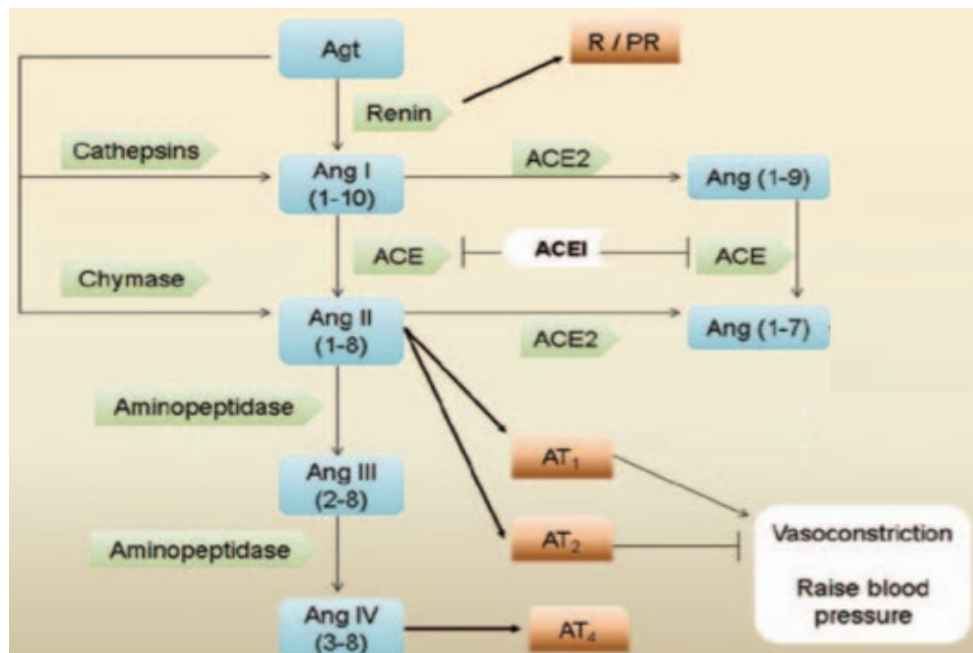 Agt
R / PR
Renin
Cathepsins
ACE2
Ang I
(1-10)
Ang (1-9)
ACE
ACEI
ACE
Chymase
Ang II
(1-8)
ACE2
Ang (1-7)
Aminopeptidase
AT₁
Ang III
(2-8)
Vasoconstriction
Raise blood
pressure
Aminopeptidase
AT₂
Ang IV
(3-8)
AT₄